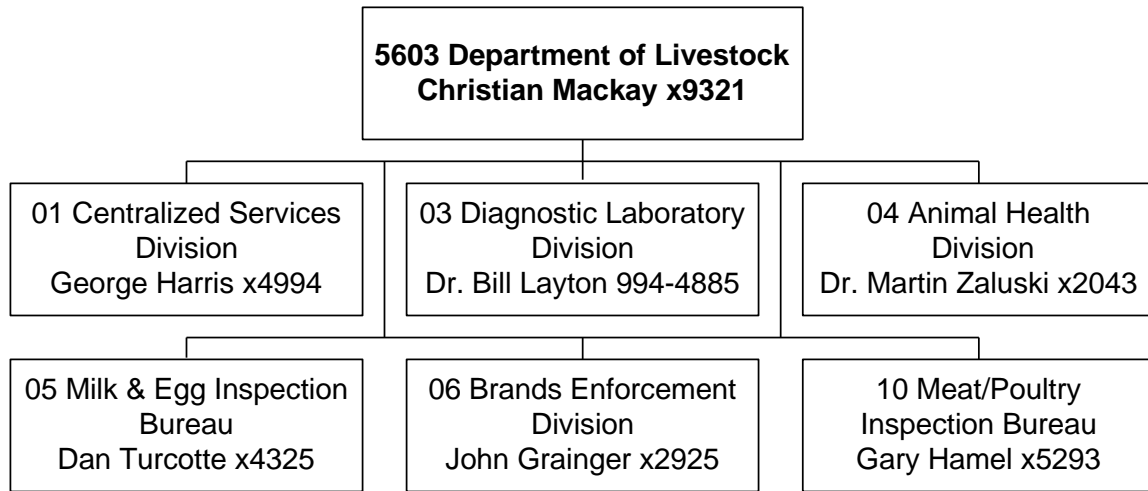 5603 Department of Livestock
Christian Mackay x9321
01 Centralized Services
Division
George Harris x4994
03 Diagnostic Laboratory
Division
Dr. Bill Layton 994-4885
04 Animal Health
Division
Dr. Martin Zaluski x2043
05 Milk & Egg Inspection
Bureau
Dan Turcotte x4325
06 Brands Enforcement
Division
John Grainger x2925
10 Meat/Poultry
Inspection Bureau
Gary Hamel x5293